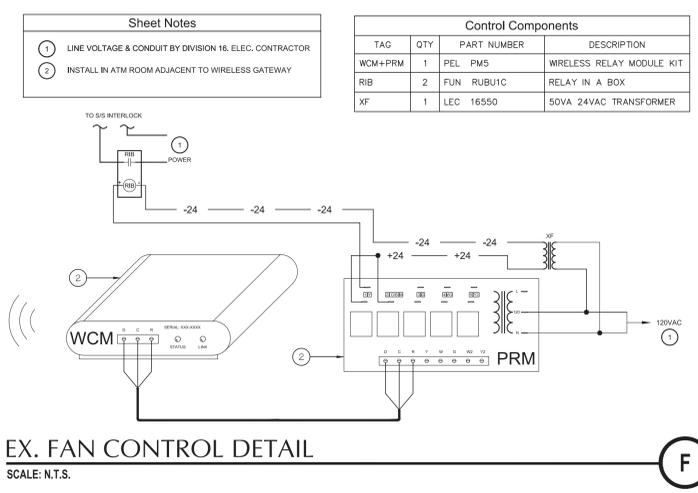 Sheet Notes
1 LINE VOLTAGE & CONDUIT BY DIVISION 16. ELEC. CONTRACTOR
2 INSTALL IN ATM ROOM ADJACENT TO WIRELESS GATEWAY
Control Components
TAG QTY PART NUMBER DESCRIPTION
WCM+PRM 1 PEL PM5 WIRELESS RELAY MODULE KIT
RIB 2 FUN RUBU1C RELAY IN A BOX
XF 1 LEC 16550 50VA 24VAC TRANSFORMER
TO S/S INTERLOCK
1
POWER
RIB
+ RIB -
-24 -24 -24
-24 -24
+24 +24
XF
2
WCM
D C R
SERIAL: XXX-XXXX
STATUS LINK
L
120
N
120VAC
1
2
D C R Y W G W2 Y2
PRM
EX. FAN CONTROL DETAIL
SCALE: N.T.S.
F